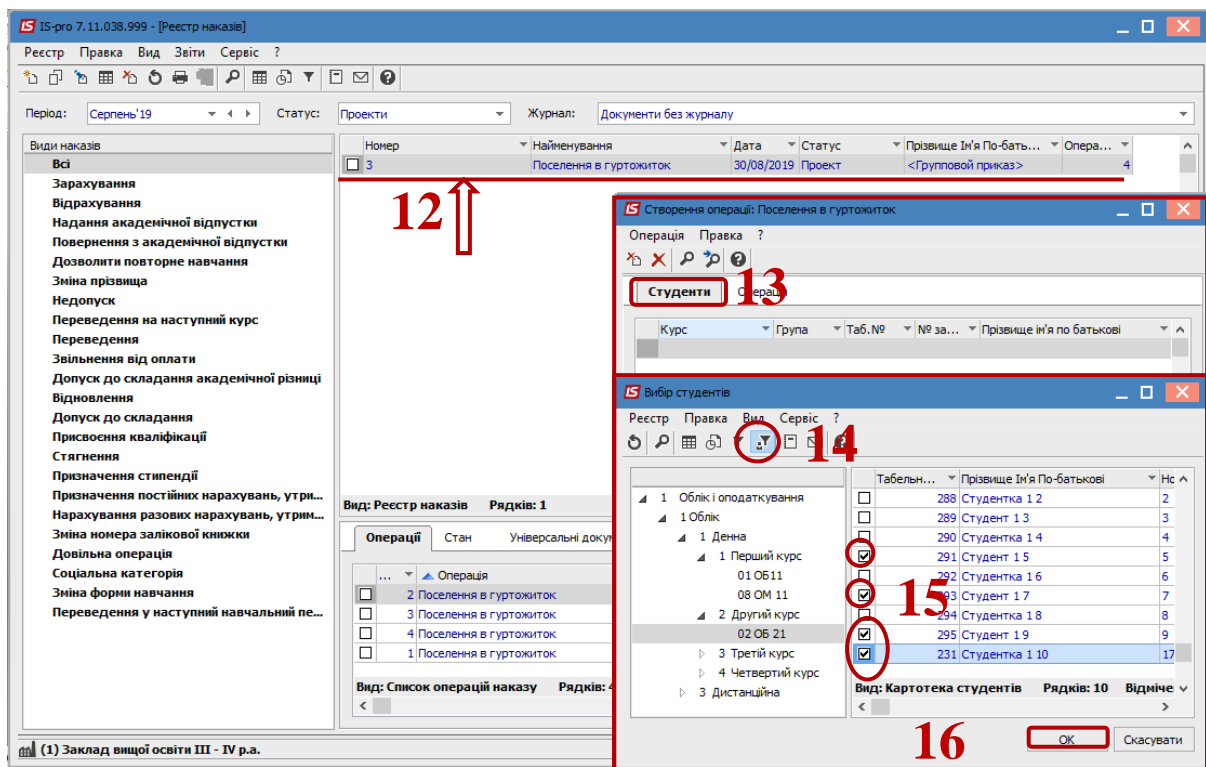 IS-pro 7.11.038.999 - [Реєстр наказів]
Реєстр Правка Вид Звіти Сервіс ?
Період: Серпень'19 Статус: Проекти Журнал: Документи без журналу
Види наказів
Всі
Зарахування
Відрахування
Надання академічної відпустки
Повернення з академічної відпустки
Дозволити повторне навчання
Зміна прізвища
Недопуск
Переведення на наступний курс
Переведення
Звільнення від оплати
Допуск до складання академічної різниці
Відновлення
Допуск до складання
Присвоєння кваліфікації
Стягнення
Призначення стипендії
Призначення постійних нарахувань, утри...
Нарахування разових нарахувань, утрим...
Зміна номера залікової книжки
Довільна операція
Соціальна категорія
Зміна форми навчання
Переведення у наступний навчальний пе...
Номер Найменування Дата Статус Прізвище Ім'я По-бать... Опера...
3 Поселення в гуртожиток 30/08/2019 Проект <Групповой приказ> 4
12
Вид: Реєстр наказів Рядків: 1
Операції Стан Універсальні докум
... Операція
2 Поселення в гуртожиток
3 Поселення в гуртожиток
4 Поселення в гуртожиток
1 Поселення в гуртожиток
Вид: Список операцій наказу Рядків: 4
Створення операції: Поселення в гуртожиток
Операція Правка ?
Студенти Операція
13
Курс Група Таб.№ № за... Прізвище ім'я по батькові
Вибір студентів
Реєстр Правка Вид Сервіс ?
14
1 Облік і оподаткування
1 Облік
1 Денна
1 Перший курс
01 ОБ11
08 ОМ 11
2 Другий курс
02 ОБ 21
3 Третій курс
4 Четвертий курс
3 Дистанційна
Табельн... Прізвище Ім'я По-батькові Но
288 Студентка 1 2 2
289 Студент 1 3 3
290 Студентка 1 4 4
291 Студент 1 5 5
292 Студентка 1 6 6
293 Студент 1 7 7
294 Студентка 1 8 8
295 Студент 1 9 9
231 Студентка 1 10 17
15
Вид: Картотека студентів Рядків: 10 Відміче
16
OK Скасувати
(1) Заклад вищої освіти III - IV р.а.